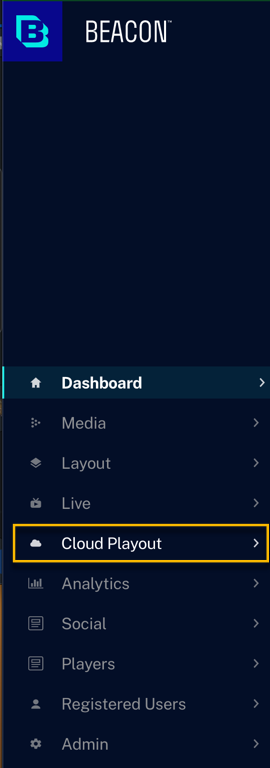 BEACON™
Dashboard
Media
Layout
Live
Cloud Playout
Analytics
Social
Players
Registered Users
Admin